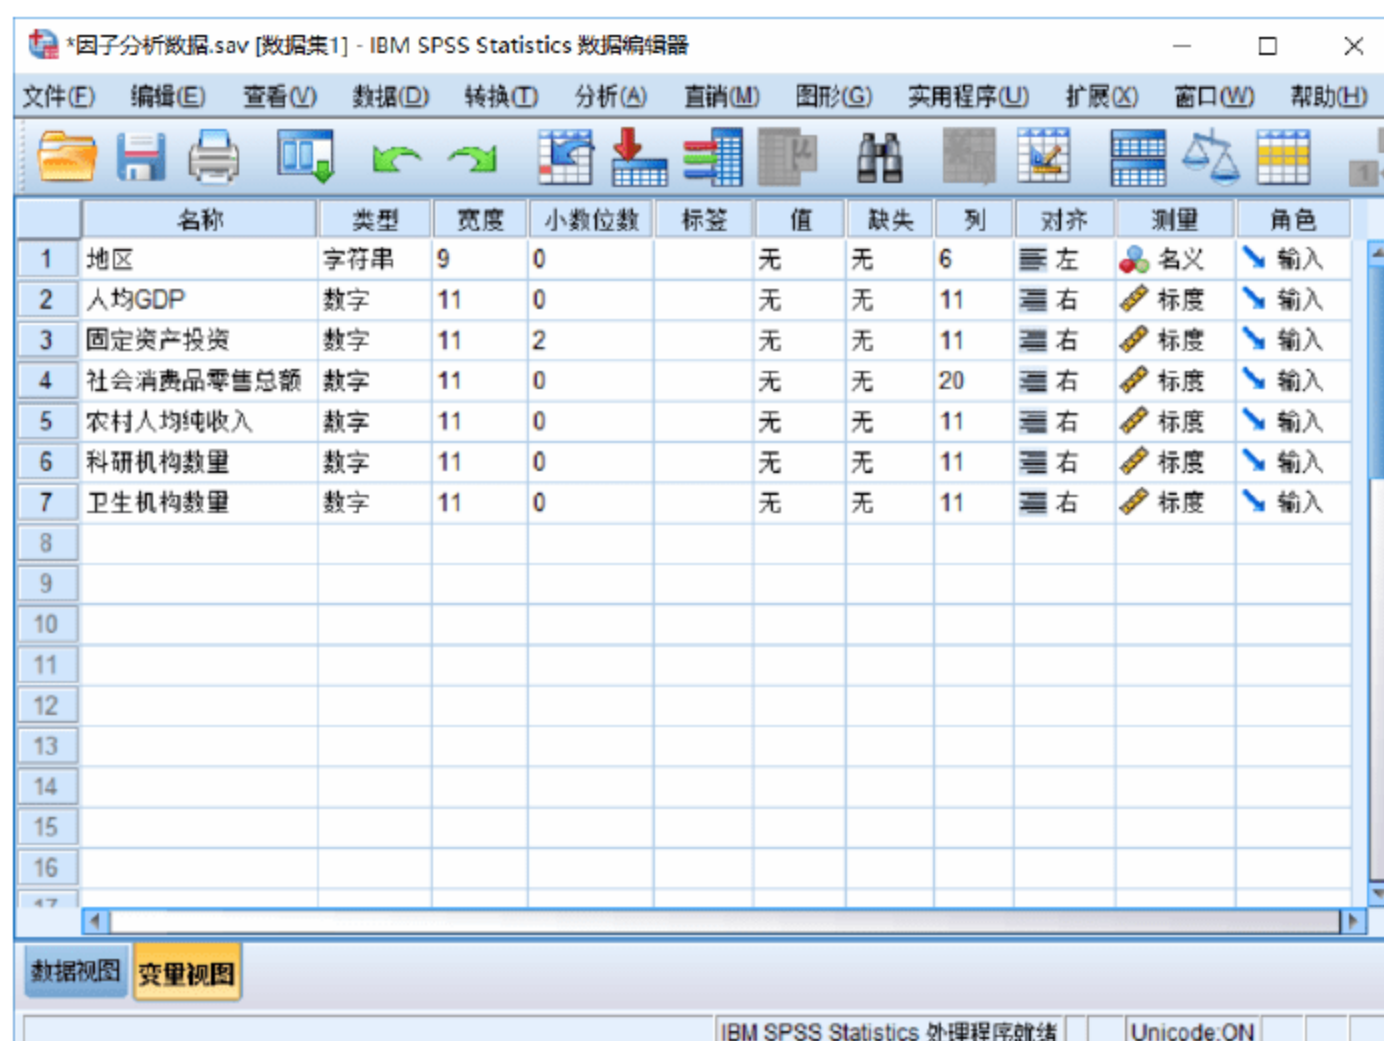 *因子分析数据.sav [数据集1] - IBM SPSS Statistics 数据编辑器
文件(F) 编辑(E) 查看(V) 数据(D) 转换(T) 分析(A) 直销(M) 图形(G) 实用程序(U) 扩展(X) 窗口(W) 帮助(H)
名称 类型 宽度 小数位数 标签 值 缺失 列 对齐 测量 角色
1 地区 字符串 9 0 无 无 6 左 名义 输入
2 人均GDP 数字 11 0 无 无 11 右 标度 输入
3 固定资产投资 数字 11 2 无 无 11 右 标度 输入
4 社会消费品零售总额 数字 11 0 无 无 20 右 标度 输入
5 农村人均纯收入 数字 11 0 无 无 11 右 标度 输入
6 科研机构数量 数字 11 0 无 无 11 右 标度 输入
7 卫生机构数量 数字 11 0 无 无 11 右 标度 输入
8
9
10
11
12
13
14
15
16
17
数据视图 变量视图
IBM SPSS Statistics 处理程序就绪 Unicode:ON